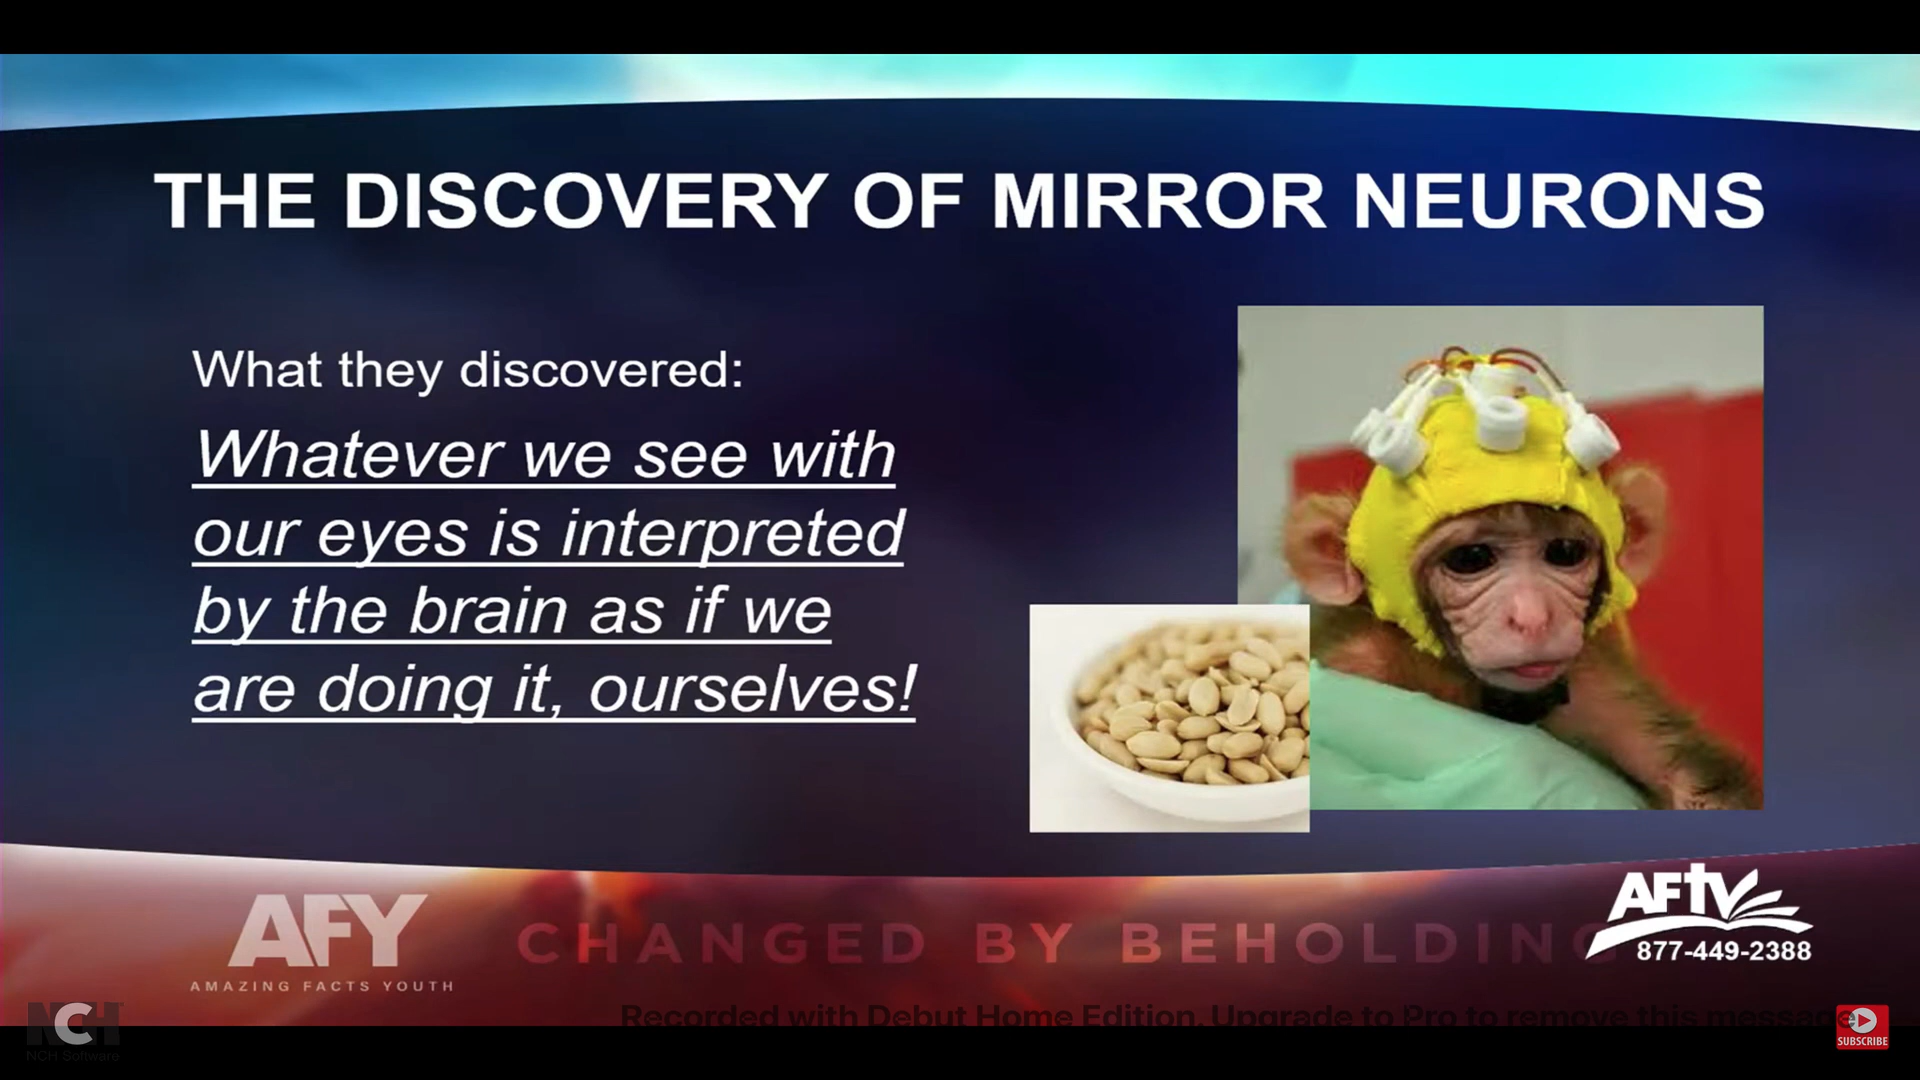 THE DISCOVERY OF MIRROR NEURONS
What they discovered:
Whatever we see with
our eyes is interpreted
by the brain as if we
are doing it, ourselves!
AFY
AMAZING FACTS YOUTH
CHANGED BY BEHOLDING
AFTV
877-449-2388
Recorded with Debut Home Edition. Upgrade to Pro to remove this message
NCH
NCH Software
SUBSCRIBE